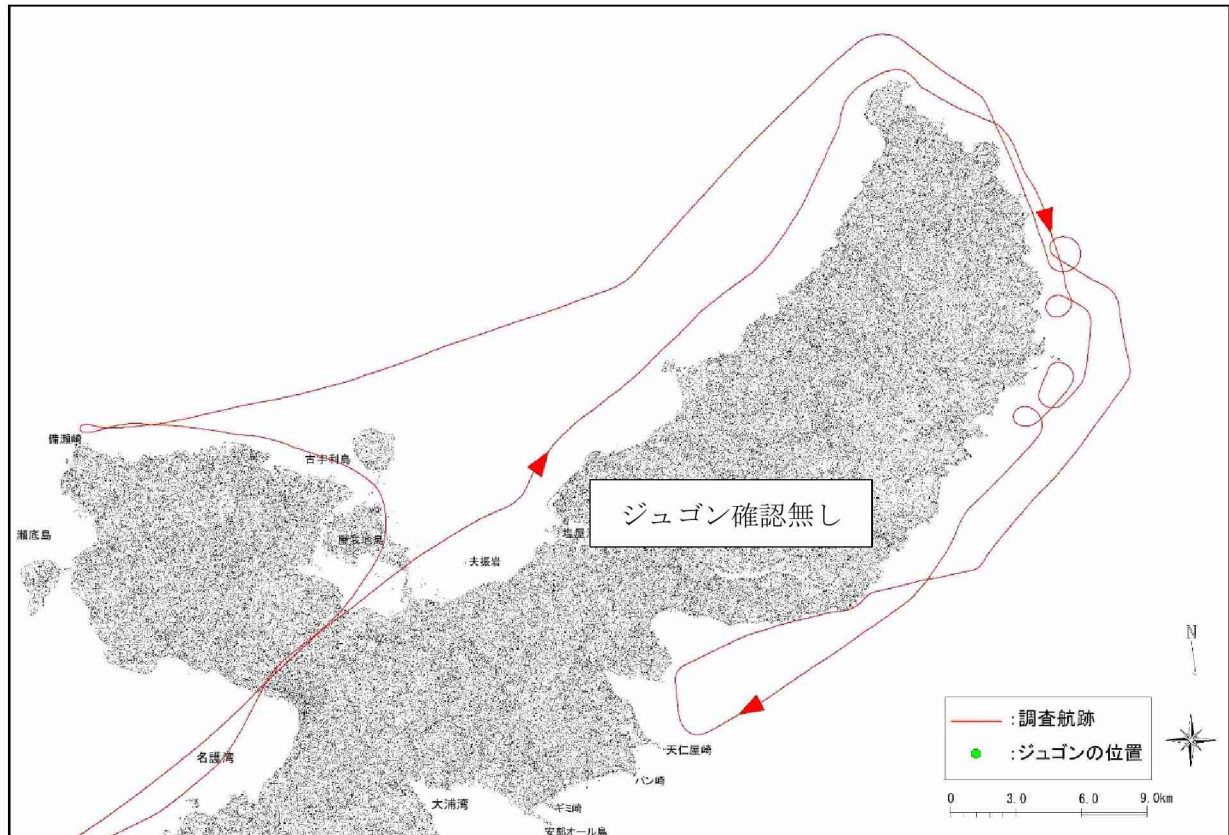 備瀬崎
古宇利島
瀬底島
屋我地島
塩屋
ジュゴン確認無し
夫振岩
N
:調査航跡
:ジュゴンの位置
0 3.0 6.0 9.0km
名護湾
天仁屋崎
バン崎
大浦湾
ギミ崎
安部オール島